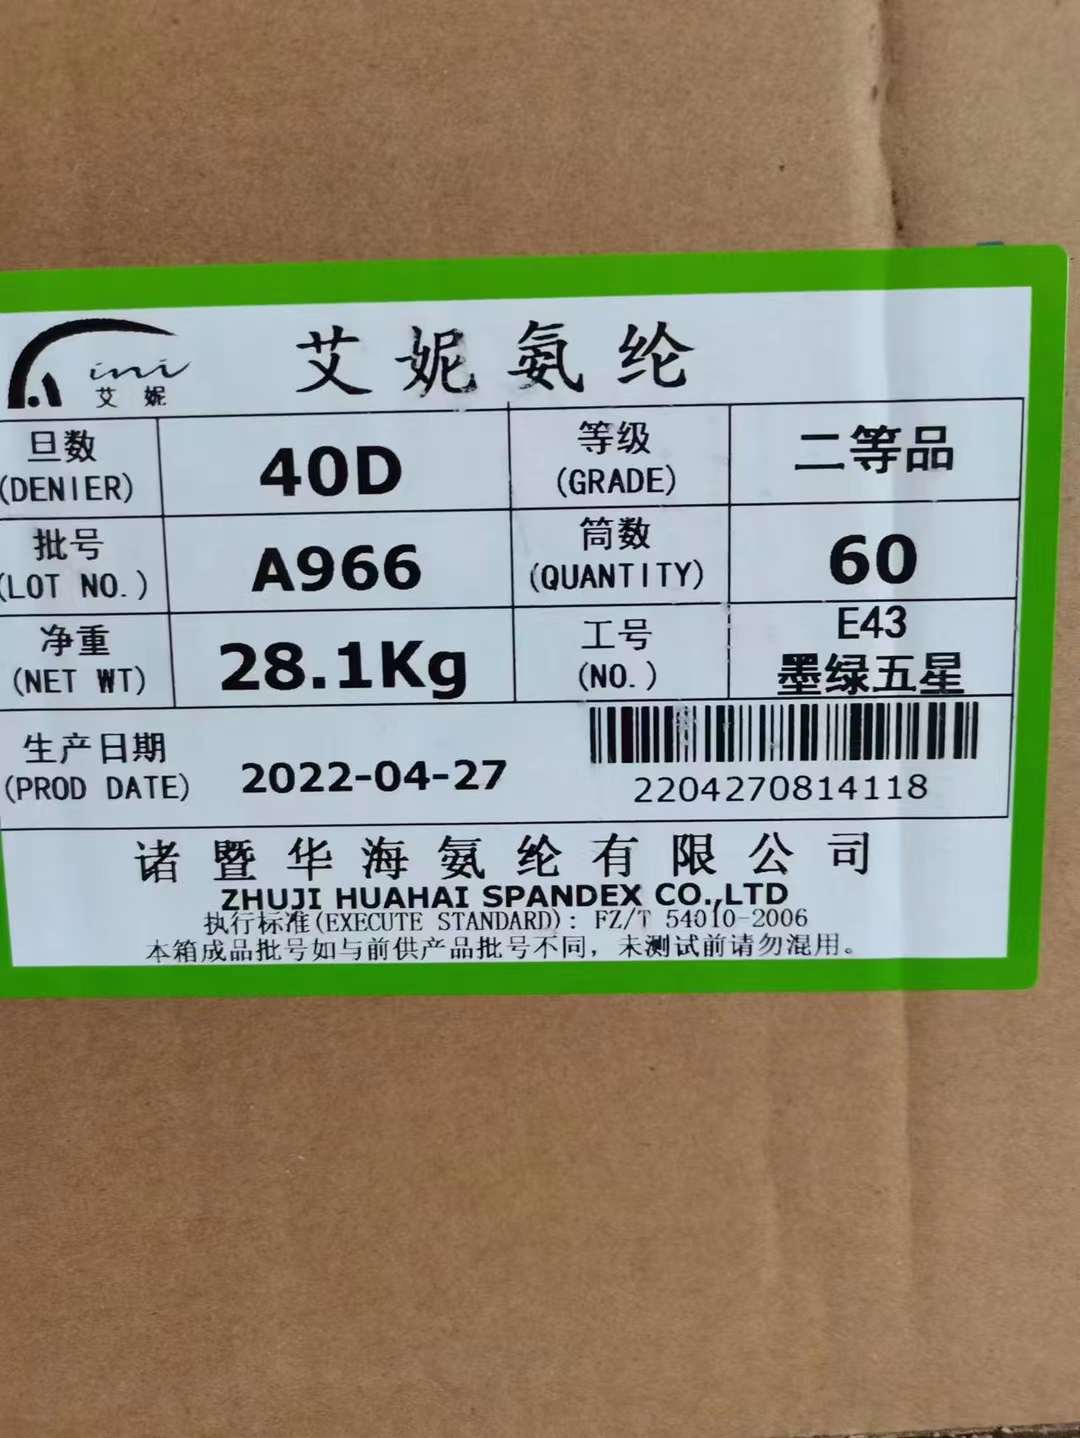 ini
艾妮
艾妮氨纶
旦数
(DENIER)
40D
等级
(GRADE)
二等品
批号
(LOT NO.)
A966
筒数
(QUANTITY)
60
净重
(NET WT)
28.1Kg
工号
(NO.)
E43
墨绿五星
生产日期
(PROD DATE)
2022-04-27
2204270814118
诸暨华海氨纶有限公司
ZHUJI HUAHAI SPANDEX CO.,LTD
执行标准(EXECUTE STANDARD): FZ/T 54010-2006
本箱成品批号如与前供产品批号不同，未测试前请勿混用。